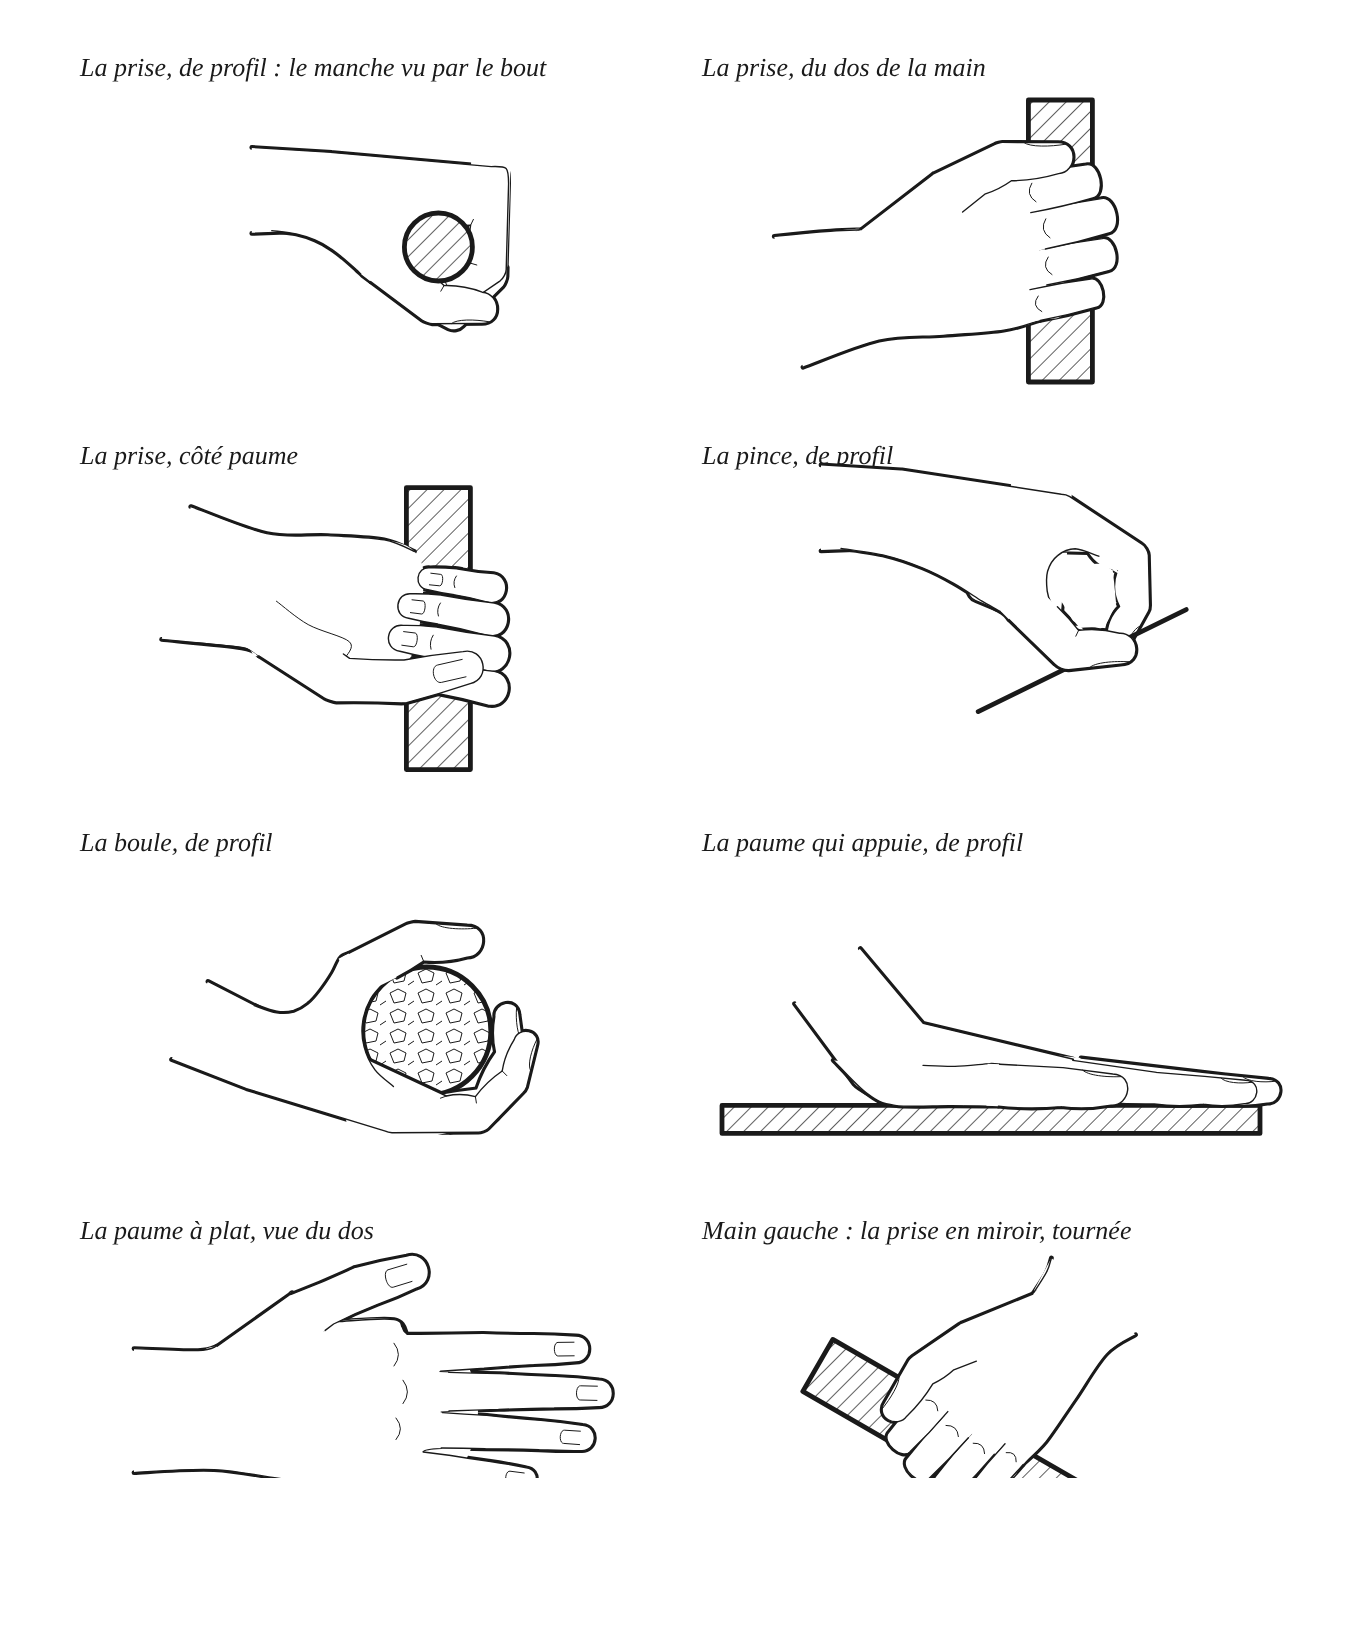 La prise, de profil : le manche vu par le bout
La prise, du dos de la main
La prise, côté paume
La pince, de profil
La boule, de profil
La paume qui appuie, de profil
La paume à plat, vue du dos
Main gauche : la prise en miroir, tournée